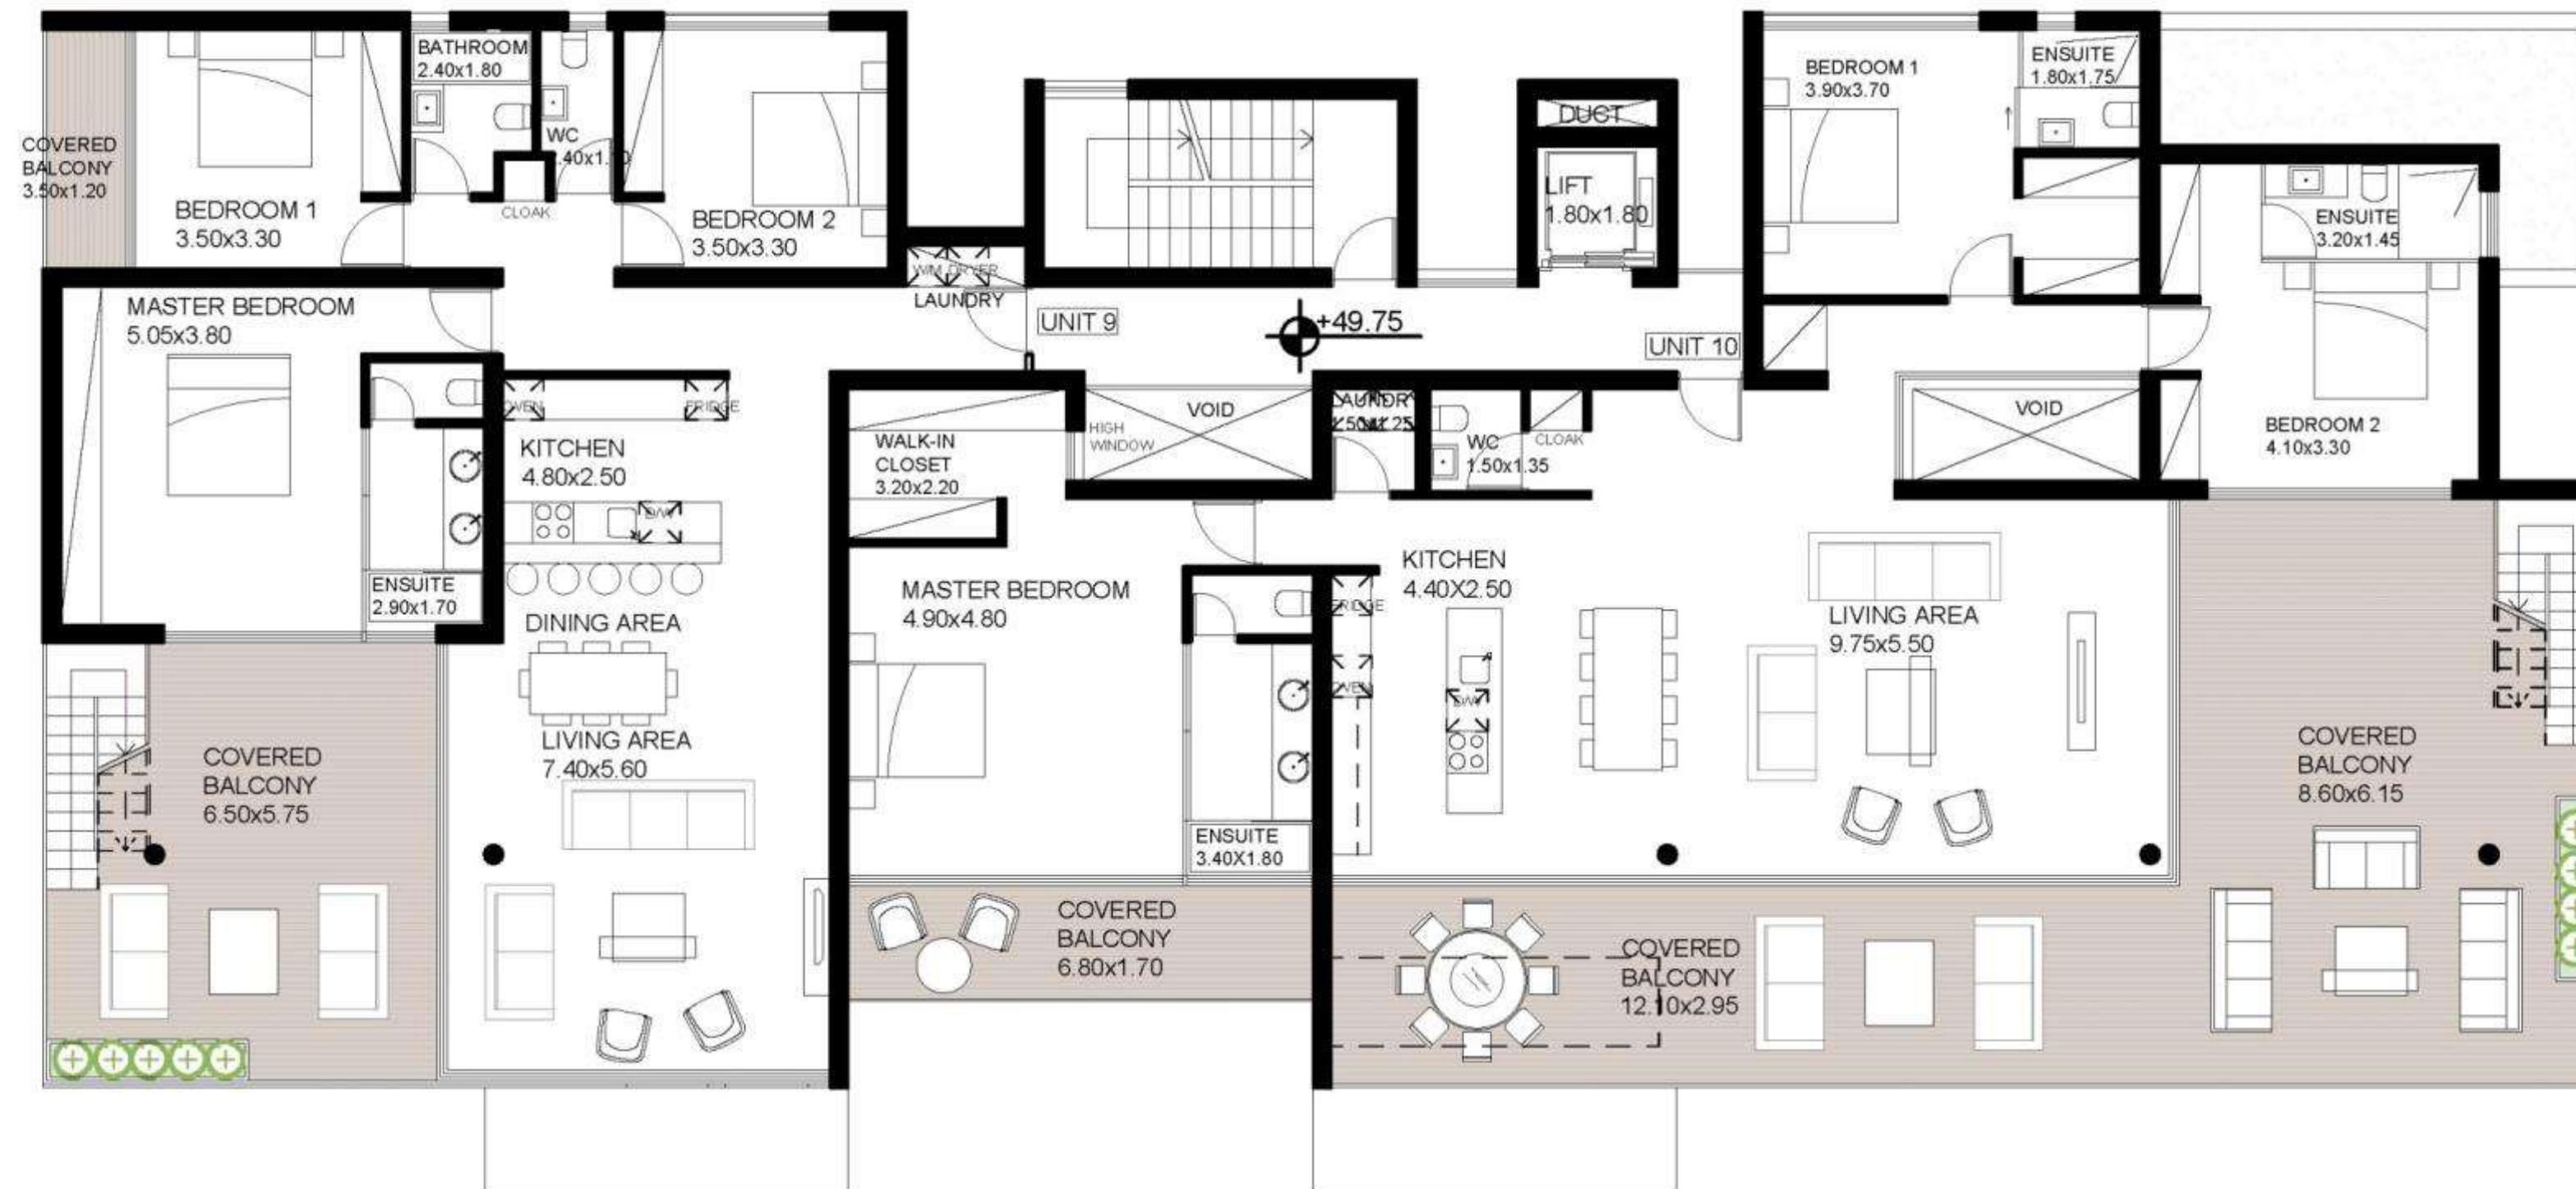 COVERED
BALCONY
3.50x1.20
BEDROOM 1
3.50x3.30
BATHROOM
2.40x1.80
WC
CLOAK
BEDROOM 2
3.50x3.30
W/M DRYER
LAUNDRY
UNIT 9
+49.75
DUCT
LIFT
1.80x1.80
UNIT 10
BEDROOM 1
3.90x3.70
ENSUITE
1.80x1.75
ENSUITE
3.20x1.45
BEDROOM 2
4.10x3.30
VOID
MASTER BEDROOM
5.05x3.80
ENSUITE
2.90x1.70
OVEN
FRIDGE
KITCHEN
4.80x2.50
D/W
DINING AREA
LIVING AREA
7.40x5.60
COVERED
BALCONY
6.50x5.75
WALK-IN
CLOSET
3.20x2.20
HIGH
WINDOW
VOID
MASTER BEDROOM
4.90x4.80
ENSUITE
3.40X1.80
COVERED
BALCONY
6.80x1.70
WC
1.50x1.35
CLOAK
KITCHEN
4.40X2.50
FRIDGE
OVEN
D/W
LIVING AREA
9.75x5.50
COVERED
BALCONY
12.10x2.95
COVERED
BALCONY
8.60x6.15